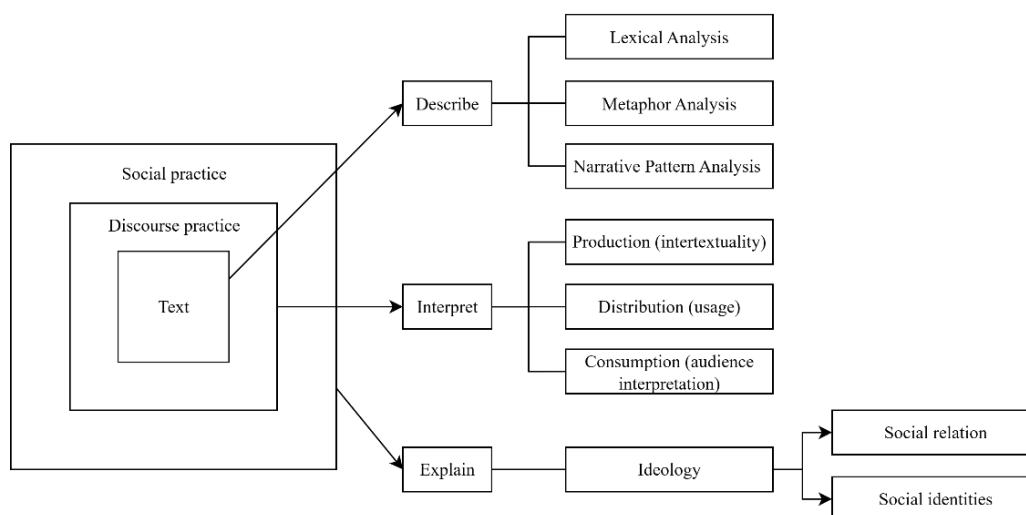 Social practice
Discourse practice
Text
Describe
Lexical Analysis
Metaphor Analysis
Narrative Pattern Analysis
Interpret
Production (intertextuality)
Distribution (usage)
Consumption (audience
interpretation)
Explain
Ideology
Social relation
Social identities